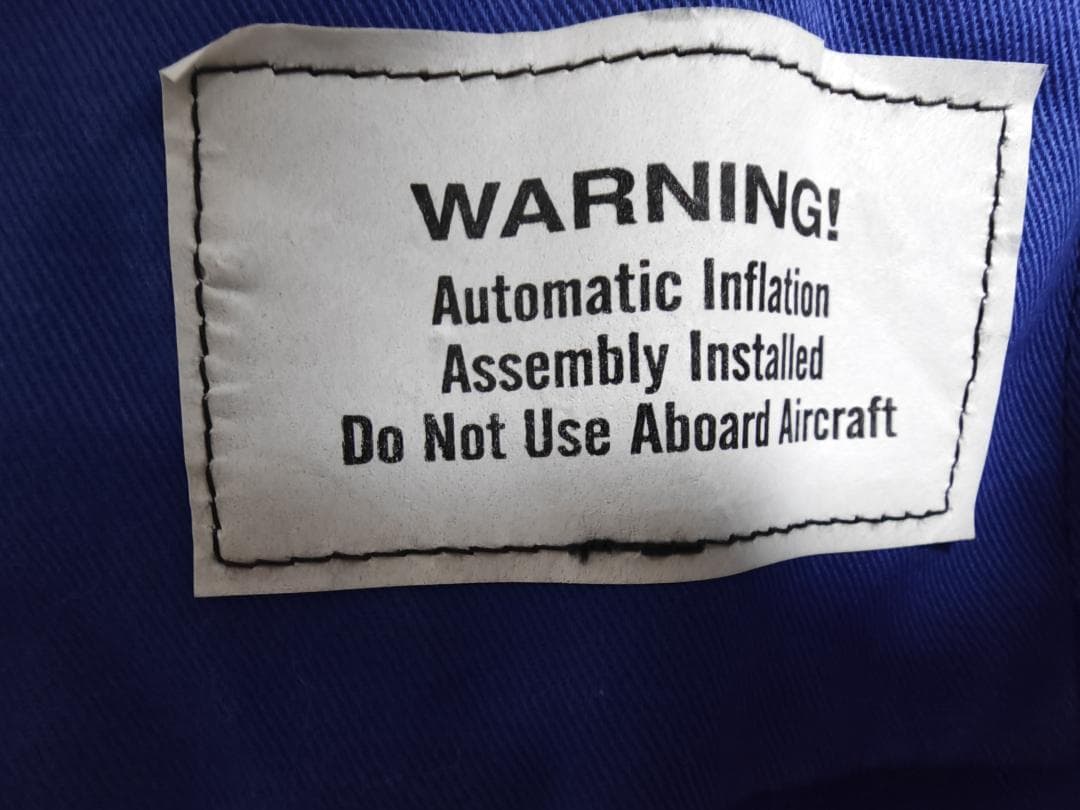 WARNING!
Automatic Inflation
Assembly Installed
Do Not Use Aboard Aircraft